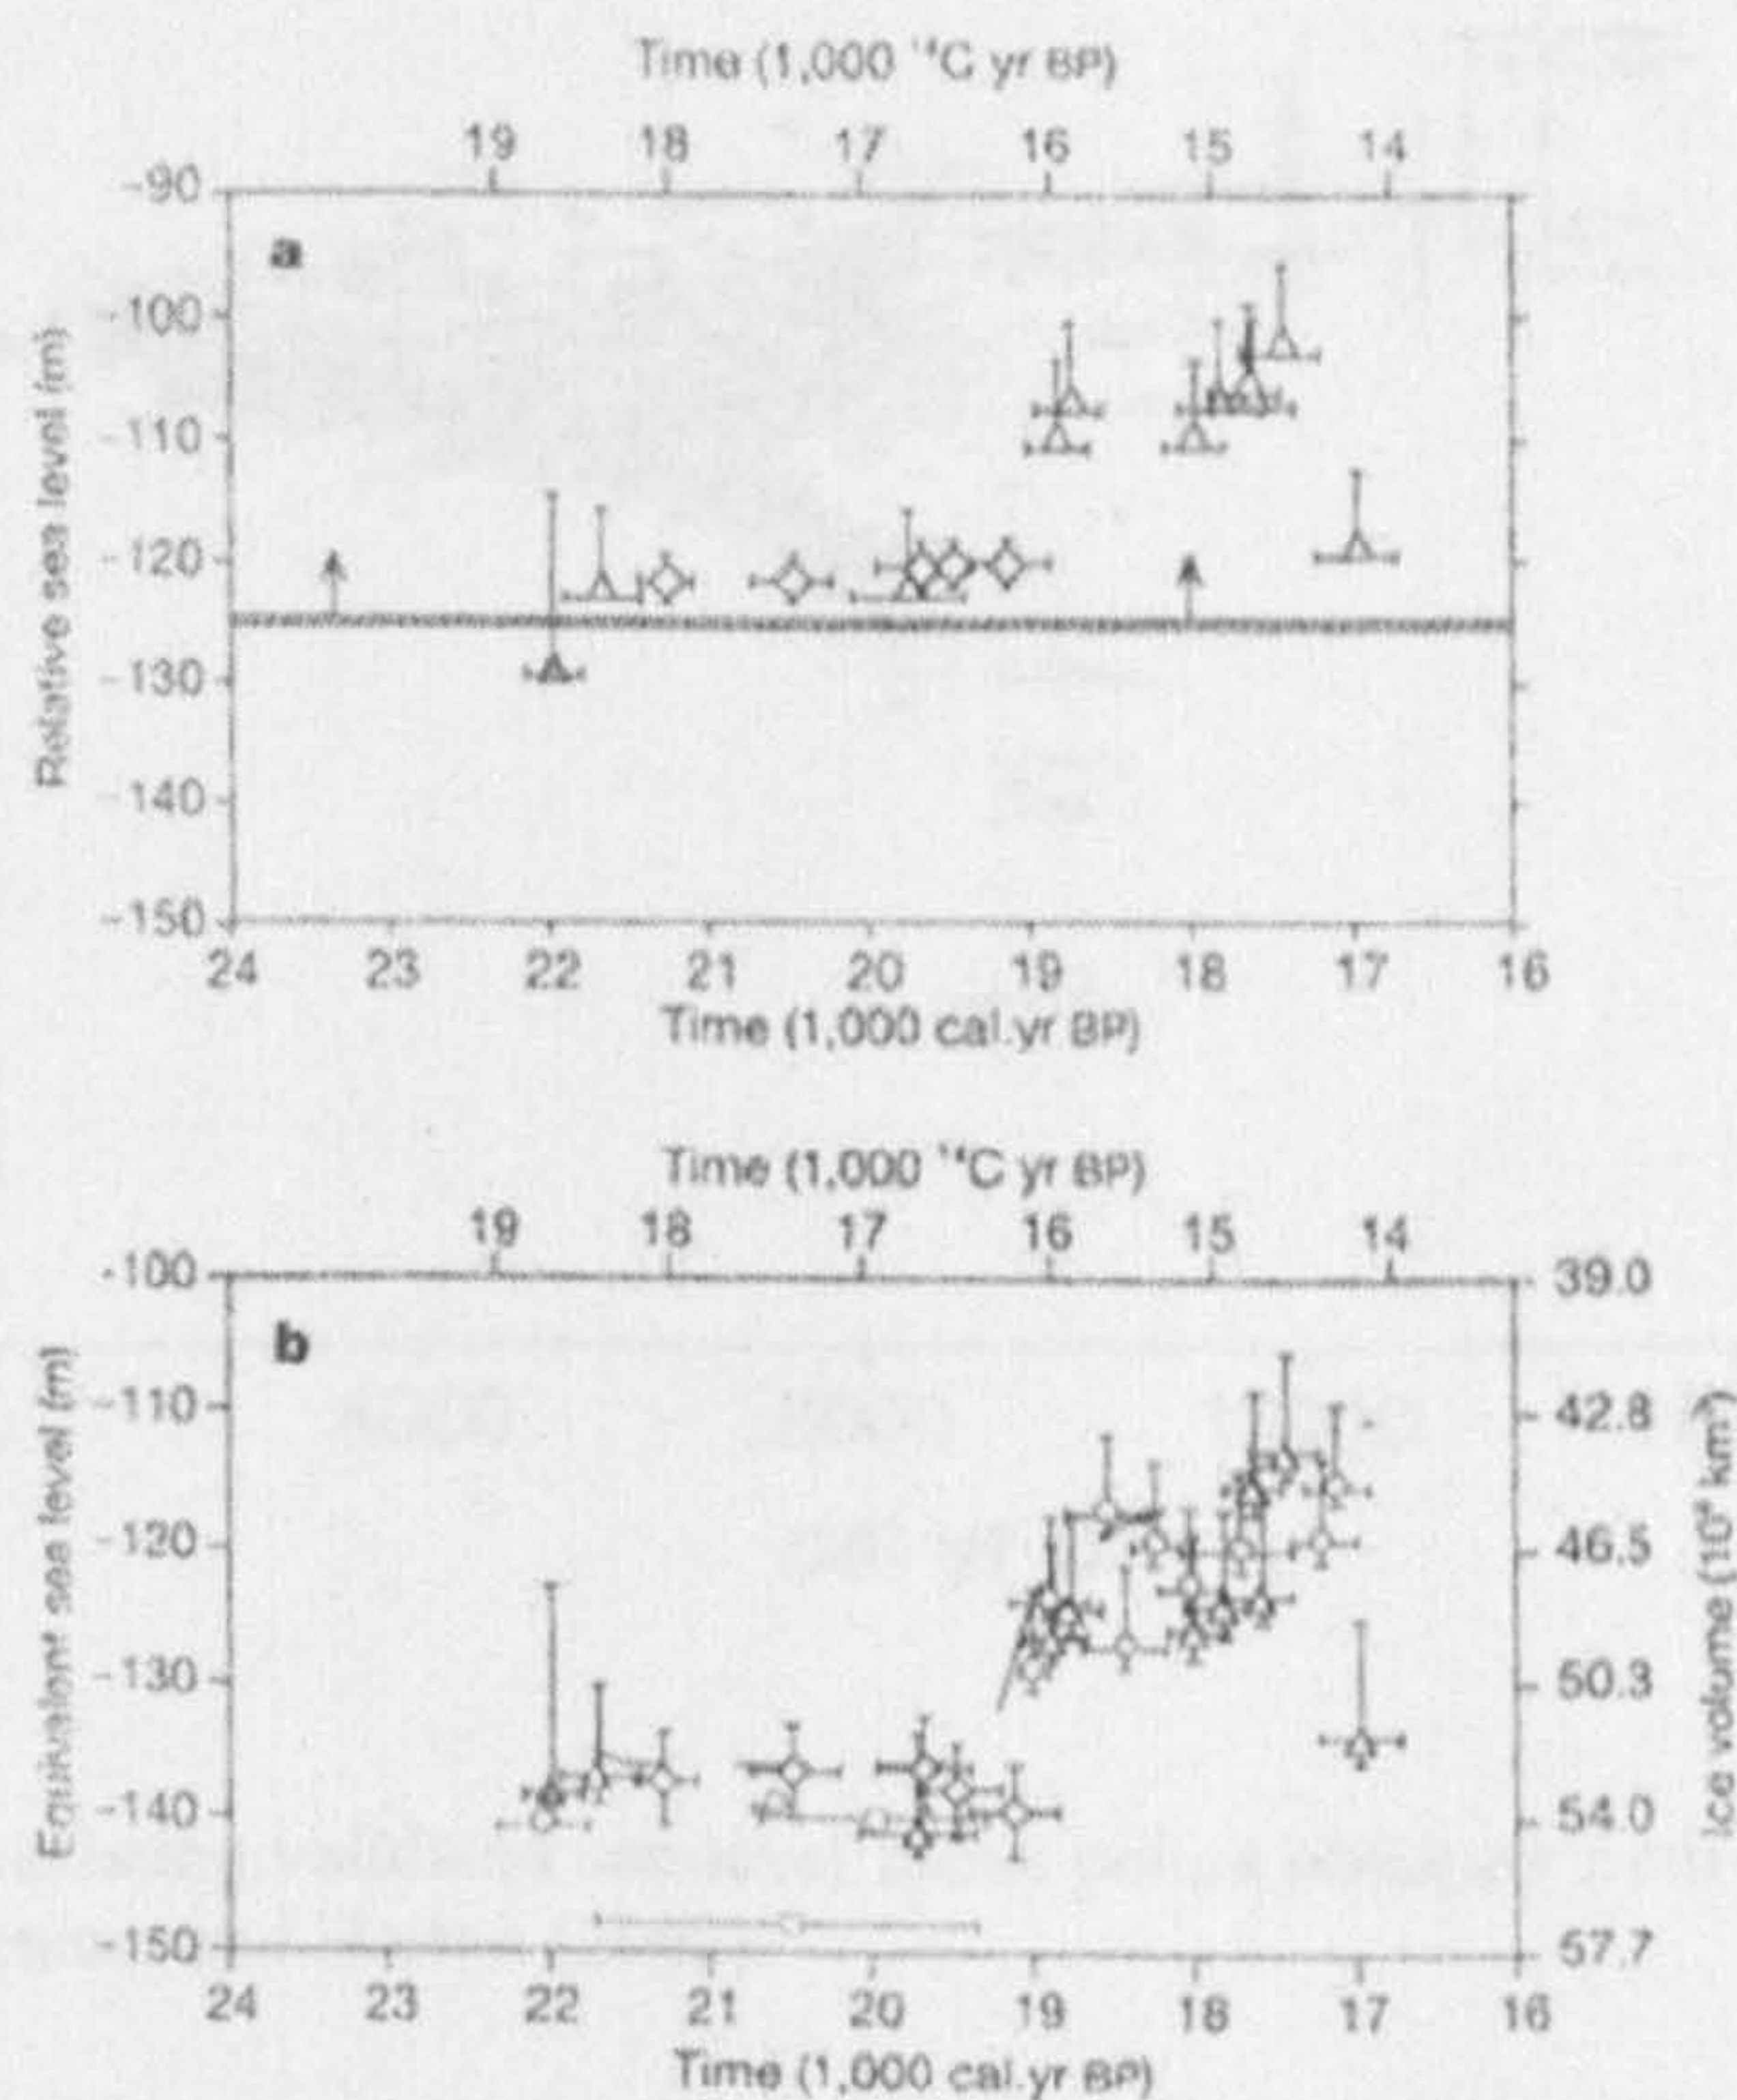 Time (1,000 ¹⁴C yr BP)
19 18 17 16 15 14
a
Relative sea level (m)
-90
-100
-110
-120
-130
-140
-150
24 23 22 21 20 19 18 17 16
Time (1,000 cal.yr BP)
Time (1,000 ¹⁴C yr BP)
19 18 17 16 15 14
b
Equivalent sea level (m)
-100
-110
-120
-130
-140
-150
39.0
42.8
46.5
50.3
54.0
57.7
Ice volume (10⁶ km³)
24 23 22 21 20 19 18 17 16
Time (1,000 cal.yr BP)